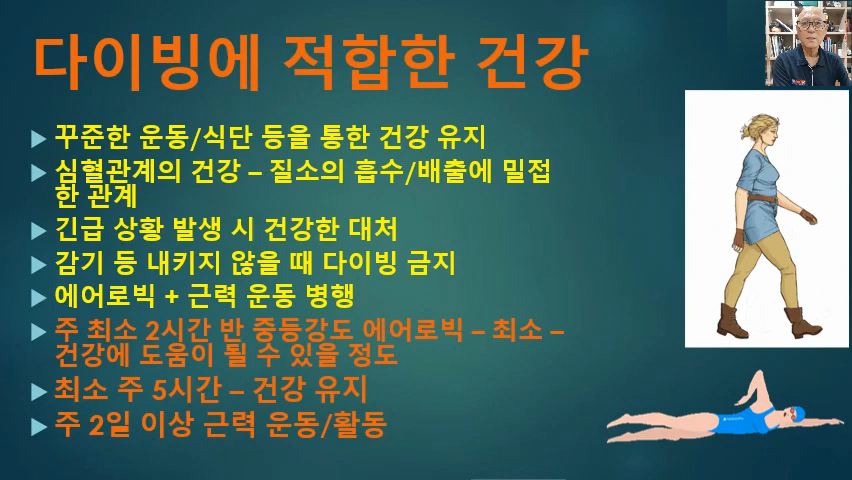 다이빙에 적합한 건강
꾸준한 운동/식단 등을 통한 건강 유지
심혈관계의 건강 – 질소의 흡수/배출에 밀접
한 관계
긴급 상황 발생 시 건강한 대처
감기 등 내키지 않을 때 다이빙 금지
에어로빅 + 근력 운동 병행
주 최소 2시간 반 중등강도 에어로빅 – 최소 –
건강에 도움이 될 수 있을 정도
최소 주 5시간 – 건강 유지
주 2일 이상 근력 운동/활동